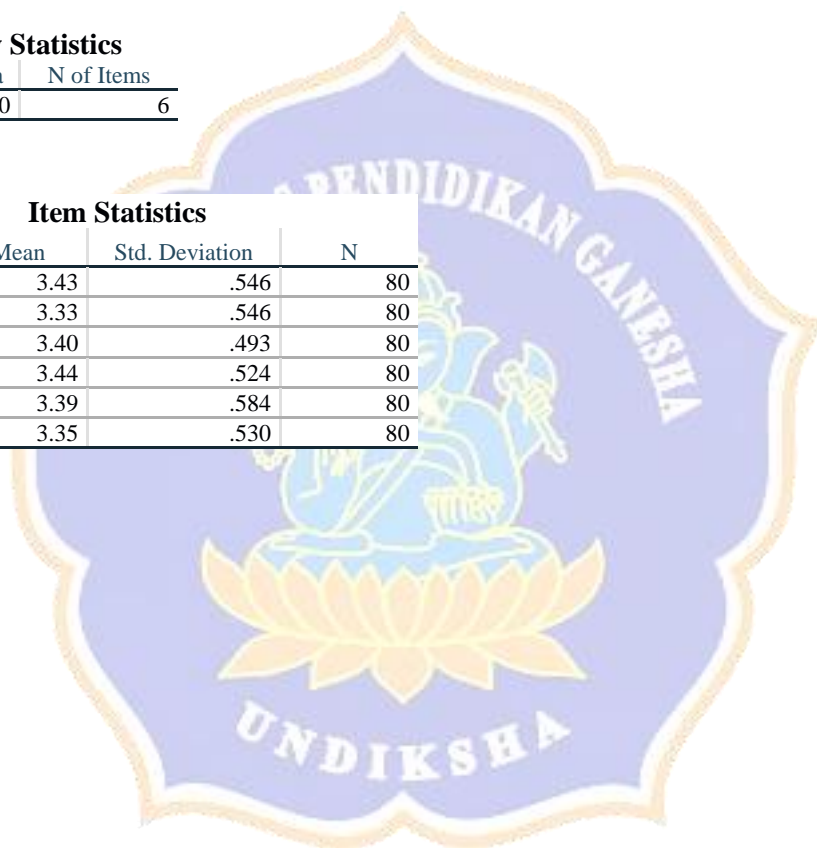 Statistics
N of Items
6
Item Statistics
Mean Std. Deviation N
3.43 .546 80
3.33 .546 80
3.40 .493 80
3.44 .524 80
3.39 .584 80
3.35 .530 80
PENDIDIKAN GANESHA
UNDIKSHA